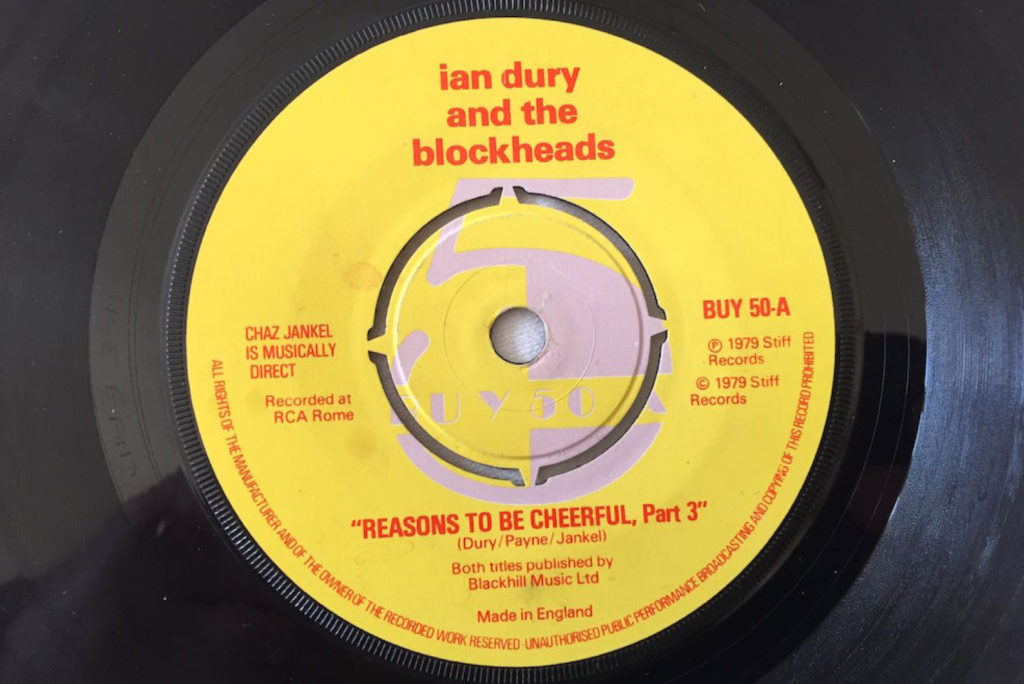 ian dury
and the
blockheads
CHAZ JANKEL
IS MUSICALLY
DIRECT
Recorded at
RCA Rome
BUY 50-A
℗ 1979 Stiff
Records
© 1979 Stiff
Records
BUY 50 A
"REASONS TO BE CHEERFUL, Part 3"
(Dury/Payne/Jankel)
Both titles published by
Blackhill Music Ltd
Made in England
ALL RIGHTS OF THE MANUFACTURER AND OF THE OWNER OF THE RECORDED WORK RESERVED · UNAUTHORISED PUBLIC PERFORMANCE BROADCASTING AND COPYING OF THIS RECORD PROHIBITED